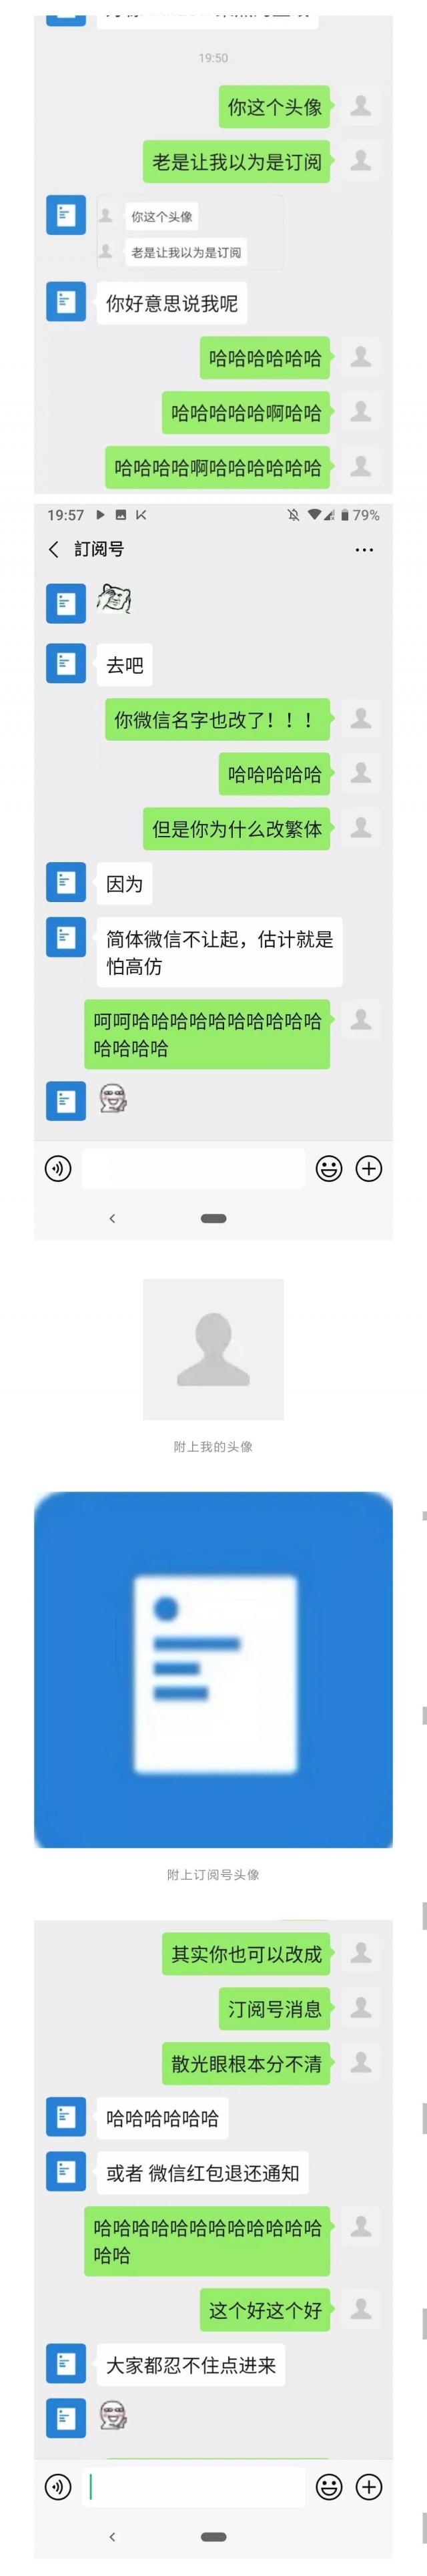 19:50
你这个头像
老是让我以为是订阅
你这个头像
老是让我以为是订阅
你好意思说我呢
哈哈哈哈哈哈
哈哈哈哈哈啊哈哈
哈哈哈哈啊哈哈哈哈哈哈
19:57
79%
訂阅号
去吧
你微信名字也改了！！！
哈哈哈哈哈
但是你为什么改繁体
因为
简体微信不让起，估计就是
怕高仿
呵呵哈哈哈哈哈哈哈哈哈哈
哈哈哈哈
附上我的头像
附上订阅号头像
其实你也可以改成
汀阅号消息
散光眼根本分不清
哈哈哈哈哈哈
或者 微信红包退还通知
哈哈哈哈哈哈哈哈哈哈哈哈
哈哈
这个好这个好
大家都忍不住点进来